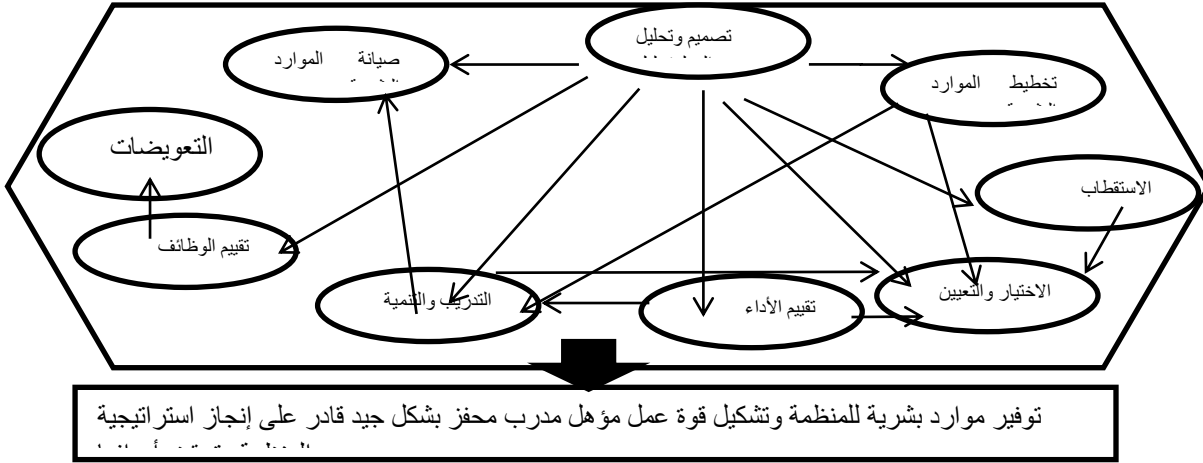 تصميم وتحليل
صيانة الموارد
تخطيط الموارد
التعويضات
الاستقطاب
تقييم الوظائف
الاختيار والتعيين
التدريب والتنمية
تقييم الأداء
توفير موارد بشرية للمنظمة وتشكيل قوة عمل مؤهل مدرب محفز بشكل جيد قادر على إنجاز استراتيجية